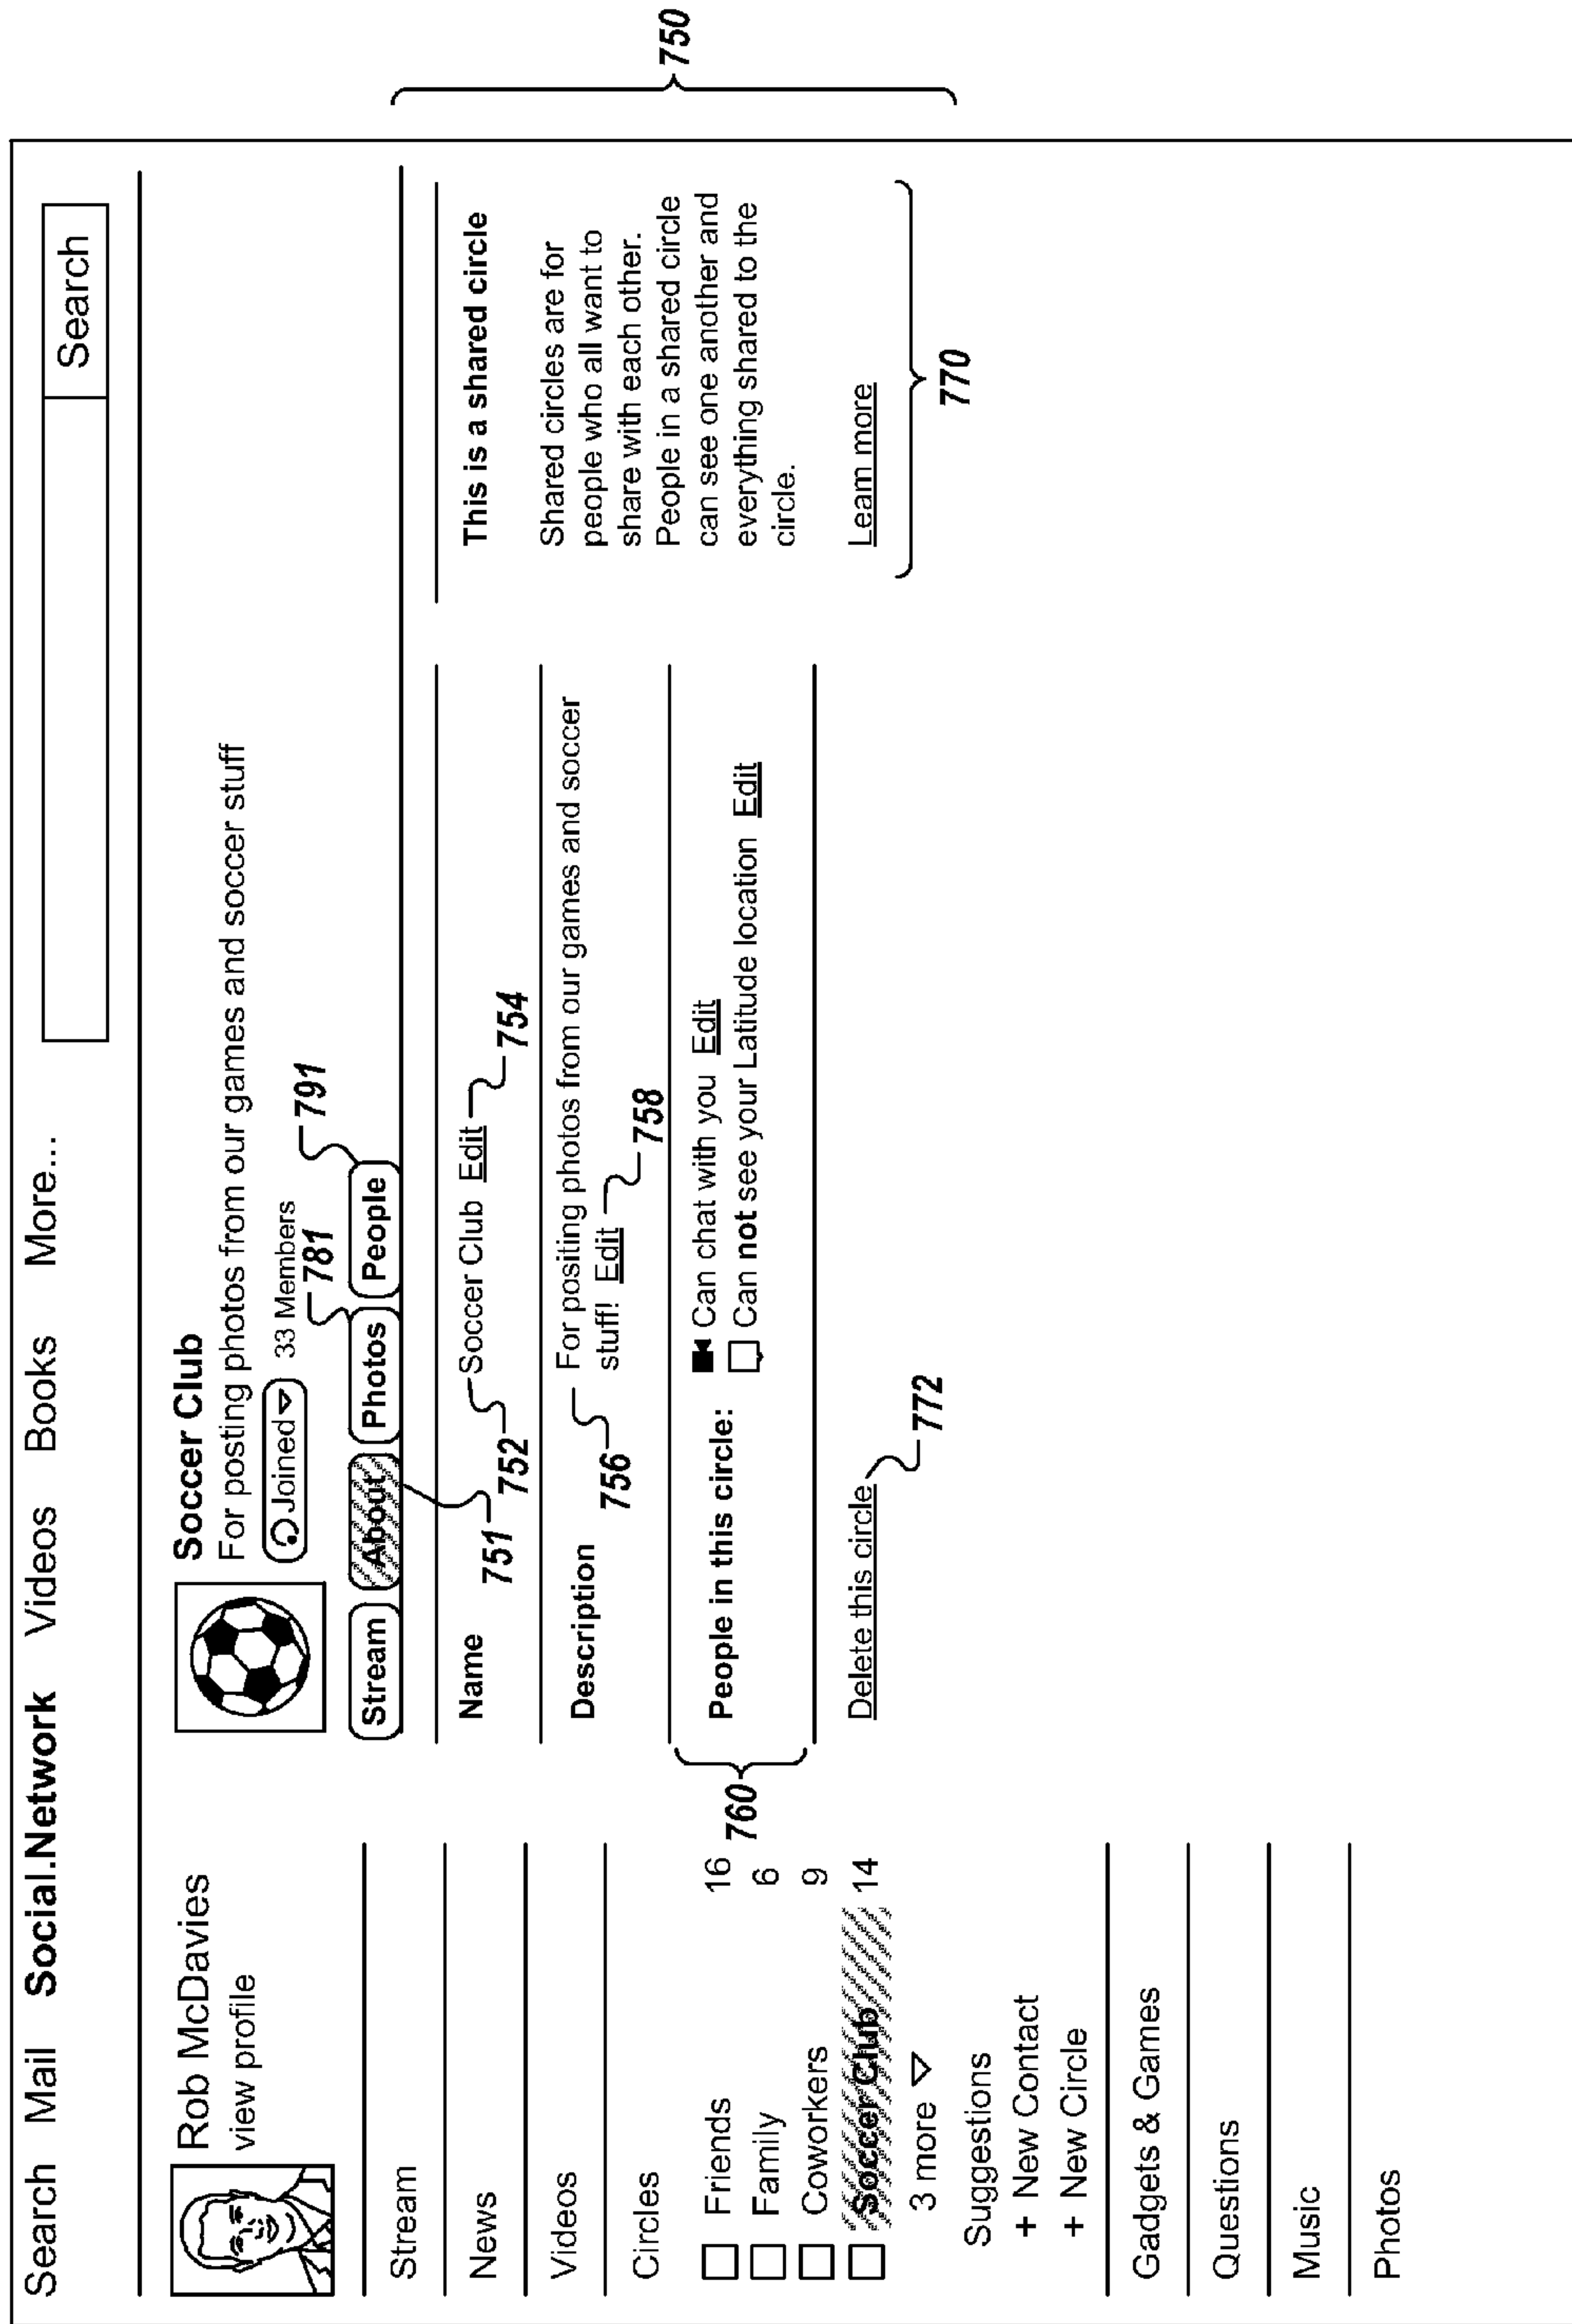 Search Mail Social.Network Videos Books More...
Search
Rob McDavies
view profile
Stream
News
Videos
Circles
Friends 16
Family 6
Coworkers 9
Soccer Club 14
3 more
Suggestions
+ New Contact
+ New Circle
Gadgets & Games
Questions
Music
Photos
Soccer Club
For posting photos from our games and soccer stuff
Joined 33 Members
781
791
Stream About Photos People
Name Soccer Club Edit
751
752
754
Description For positing photos from our games and soccer
stuff! Edit
756
758
People in this circle: Can chat with you Edit
Can not see your Latitude location Edit
760
Delete this circle
772
This is a shared circle
Shared circles are for
people who all want to
share with each other.
People in a shared circle
can see one another and
everything shared to the
circle.
Learn more
770
750